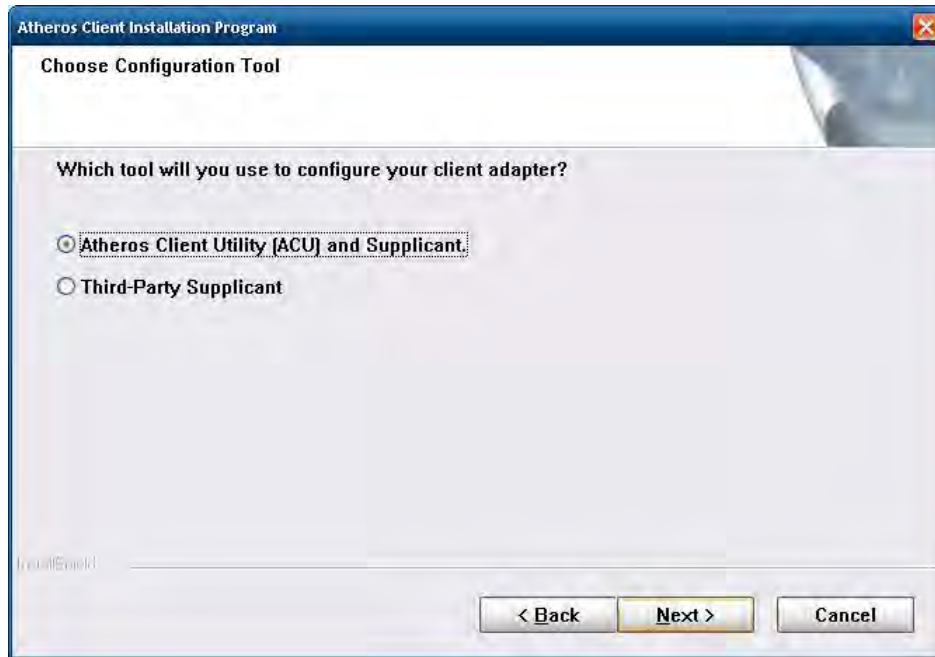 Atheros Client Installation Program
Choose Configuration Tool
Which tool will you use to configure your client adapter?
Atheros Client Utility (ACU) and Supplicant.
Third-Party Supplicant
InstallShield
< Back
Next >
Cancel